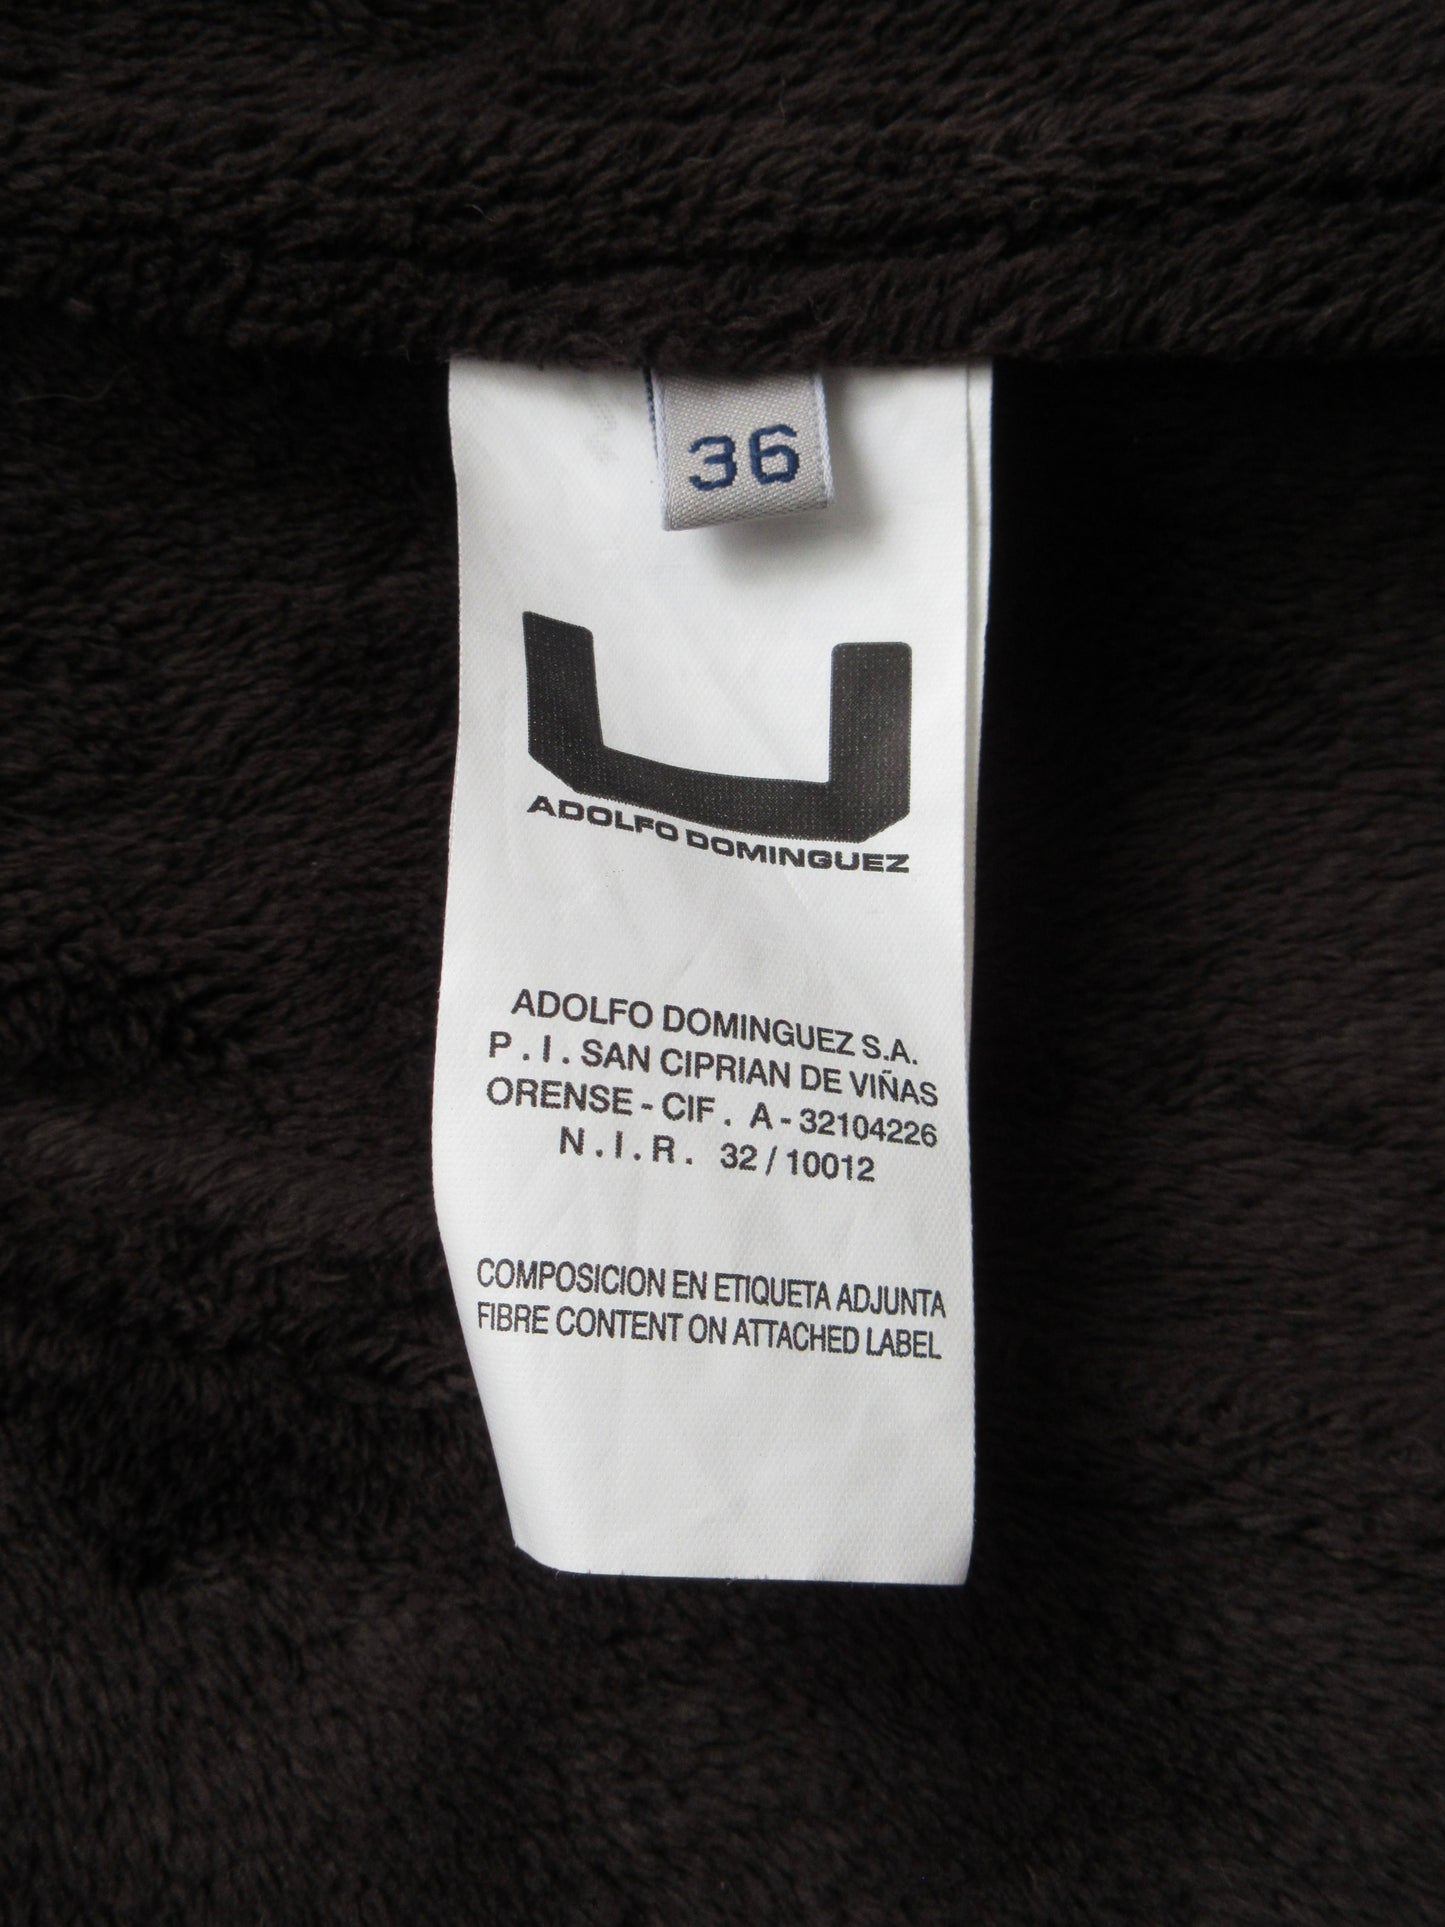 36
ADOLFO DOMINGUEZ
ADOLFO DOMINGUEZ S.A.
P . I . SAN CIPRIAN DE VIÑAS
ORENSE - CIF . A - 32104226
N . I . R . 32 / 10012
COMPOSICION EN ETIQUETA ADJUNTA
FIBRE CONTENT ON ATTACHED LABEL